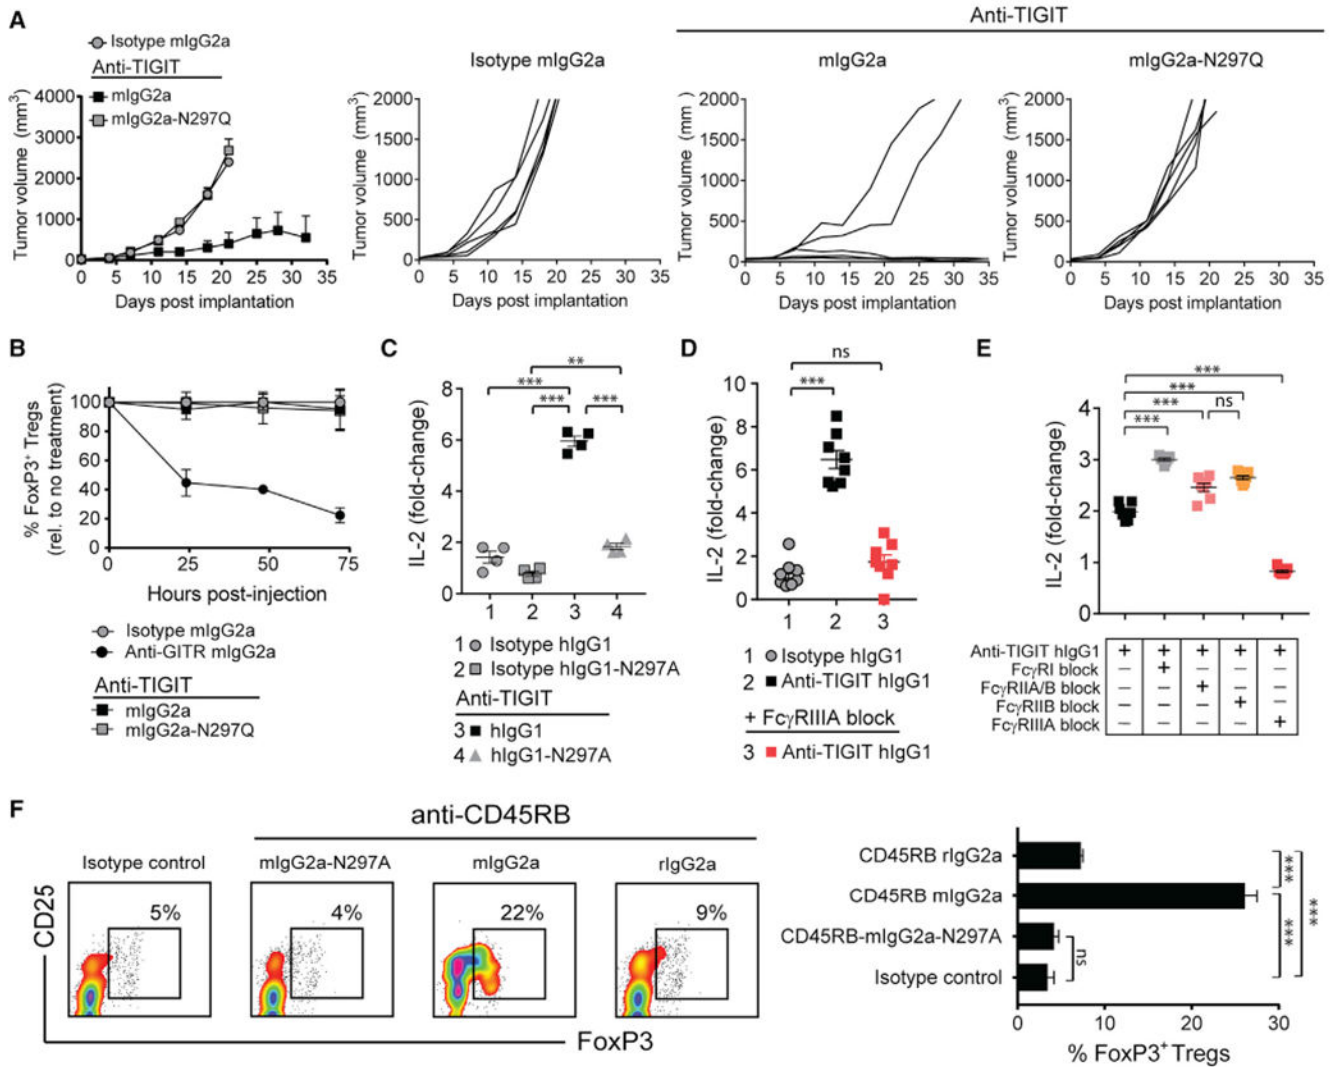 A
Isotype mIgG2a
Anti-TIGIT
mIgG2a
mIgG2a-N297Q
Tumor volume (mm³)
4000
3000
2000
1000
0
0 5 10 15 20 25 30 35
Days post implantation
Isotype mIgG2a
Tumor volume (mm³)
2000
1500
1000
500
0
0 5 10 15 20 25 30 35
Days post implantation
Anti-TIGIT
mIgG2a
Tumor volume (mm³)
2000
1500
1000
500
0
0 5 10 15 20 25 30 35
Days post implantation
mIgG2a-N297Q
Tumor volume (mm³)
2000
1500
1000
500
0
0 5 10 15 20 25 30 35
Days post implantation
B
% FoxP3⁺ Tregs
(rel. to no treatment)
100
80
60
40
20
0
0 25 50 75
Hours post-injection
Isotype mIgG2a
Anti-GITR mIgG2a
Anti-TIGIT
mIgG2a
mIgG2a-N297Q
C
IL-2 (fold-change)
8
6
4
2
0
**
***
*** ***
1 2 3 4
1 Isotype hIgG1
2 Isotype hIgG1-N297A
Anti-TIGIT
3 hIgG1
4 hIgG1-N297A
D
IL-2 (fold-change)
10
8
6
4
2
0
ns
***
1 2 3
1 Isotype hIgG1
2 Anti-TIGIT hIgG1
+ FcγRIIIA block
3 Anti-TIGIT hIgG1
E
IL-2 (fold-change)
4
3
2
1
0
***
***
*** ns
***
Anti-TIGIT hIgG1 + + + + +
FcγRI block – + – – –
FcγRIIA/B block – – + – –
FcγRIIB block – – – + –
FcγRIIIA block – – – – +
F
anti-CD45RB
Isotype control mIgG2a-N297A mIgG2a rIgG2a
5% 4% 22% 9%
CD25
FoxP3
CD45RB rIgG2a
CD45RB mIgG2a
CD45RB-mIgG2a-N297A
Isotype control
ns
***
***
***
0 10 20 30
% FoxP3⁺ Tregs